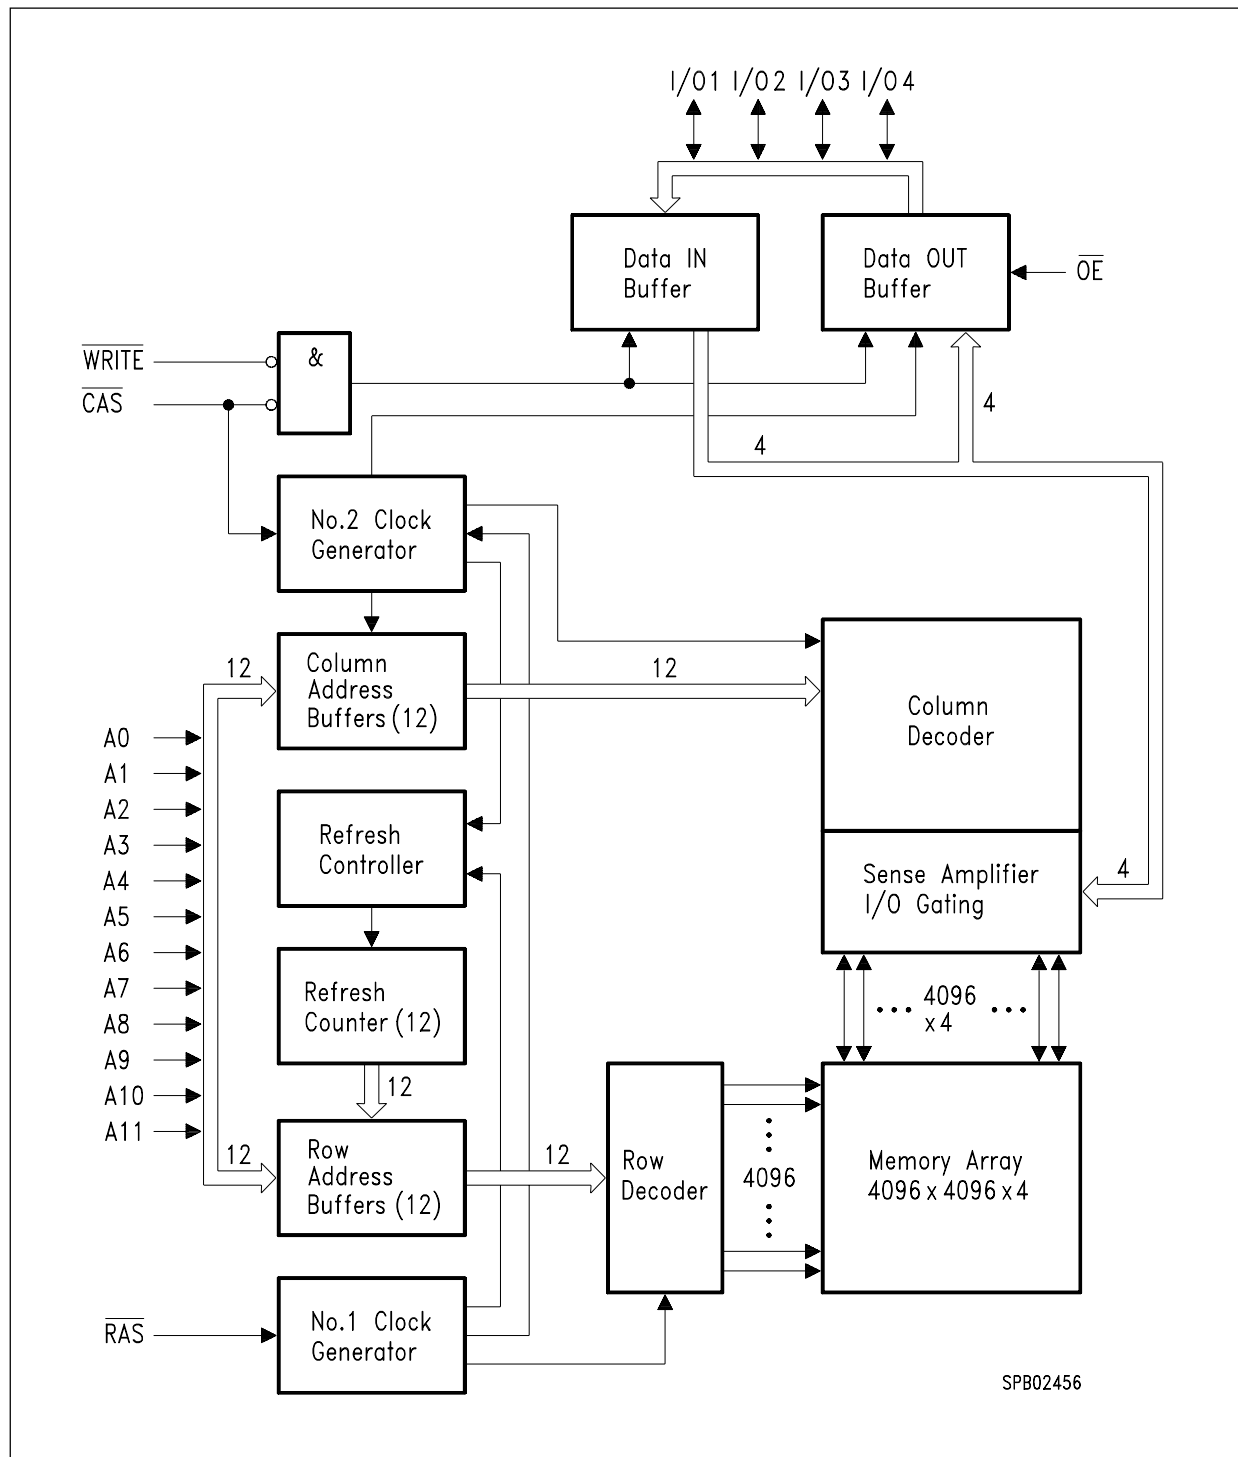 I/O1 I/O2 I/O3 I/O4
Data IN
Buffer
Data OUT
Buffer
OE
WRITE
CAS
&
4
4
No.2 Clock
Generator
12
Column
Address
Buffers (12)
12
Column
Decoder
A0
A1
A2
A3
A4
A5
A6
A7
A8
A9
A10
A11
Refresh
Controller
Sense Amplifier
I/O Gating
4
Refresh
Counter (12)
12
••• 4096 •••
x 4
12
Row
Address
Buffers (12)
12
Row
Decoder
4096
Memory Array
4096 x 4096 x 4
RAS
No.1 Clock
Generator
SPB02456